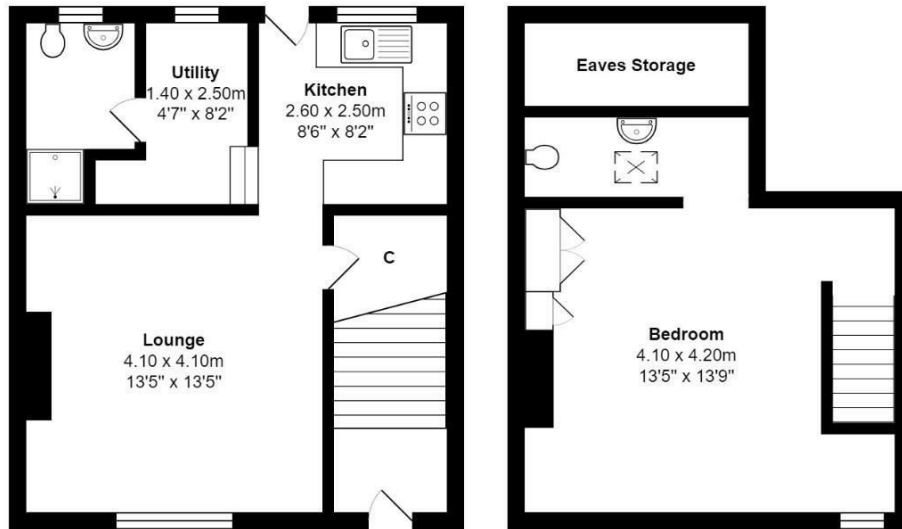 Utility
1.40 x 2.50m
4'7" x 8'2"
Kitchen
2.60 x 2.50m
8'6" x 8'2"
C
Lounge
4.10 x 4.10m
13'5" x 13'5"
Eaves Storage
Bedroom
4.10 x 4.20m
13'5" x 13'9"